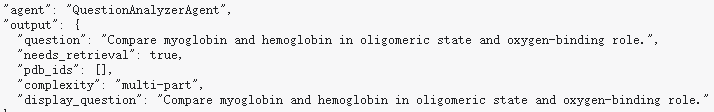 "agent": "QuestionAnalyzerAgent",
"output": {
"question": "Compare myoglobin and hemoglobin in oligomeric state and oxygen-binding role.",
"needs_retrieval": true,
"pdb_ids": [],
"complexity": "multi-part",
"display_question": "Compare myoglobin and hemoglobin in oligomeric state and oxygen-binding role."